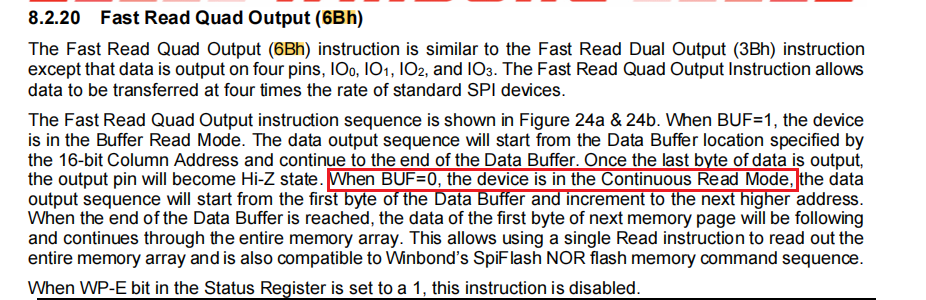 8.2.20 Fast Read Quad Output (6Bh)
The Fast Read Quad Output (6Bh) instruction is similar to the Fast Read Dual Output (3Bh) instruction
except that data is output on four pins, IO0, IO1, IO2, and IO3. The Fast Read Quad Output Instruction allows
data to be transferred at four times the rate of standard SPI devices.
The Fast Read Quad Output instruction sequence is shown in Figure 24a & 24b. When BUF=1, the device
is in the Buffer Read Mode. The data output sequence will start from the Data Buffer location specified by
the 16-bit Column Address and continue to the end of the Data Buffer. Once the last byte of data is output,
the output pin will become Hi-Z state. When BUF=0, the device is in the Continuous Read Mode, the data
output sequence will start from the first byte of the Data Buffer and increment to the next higher address.
When the end of the Data Buffer is reached, the data of the first byte of next memory page will be following
and continues through the entire memory array. This allows using a single Read instruction to read out the
entire memory array and is also compatible to Winbond's SpiFlash NOR flash memory command sequence.
When WP-E bit in the Status Register is set to a 1, this instruction is disabled.